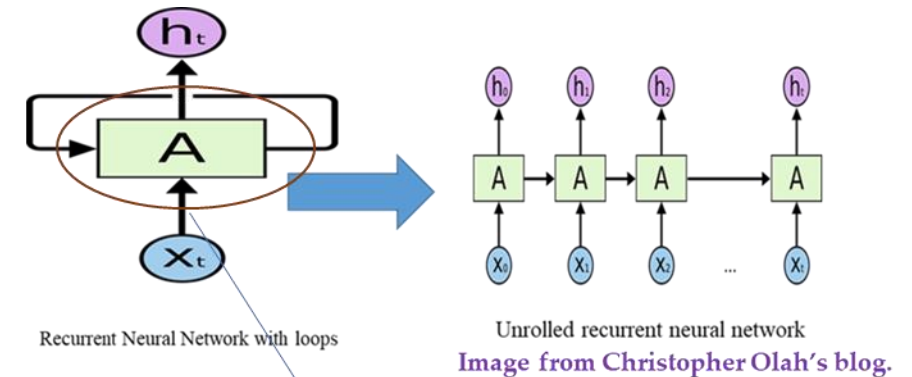 hₜ
A
xₜ
h₀ h₁ h₂ hₜ
A A A A
x₀ x₁ x₂ ... xₜ
Recurrent Neural Network with loops
Unrolled recurrent neural network
Image from Christopher Olah's blog.